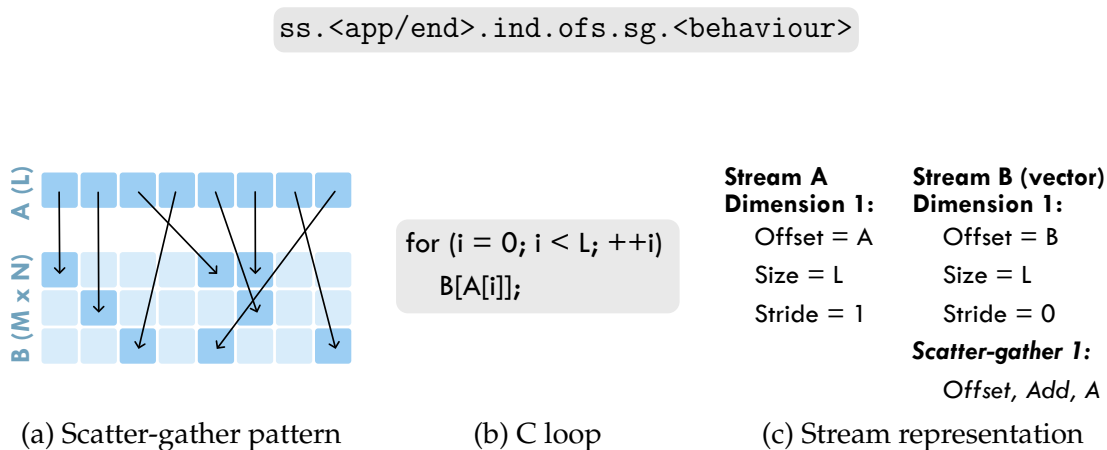 ss.<app/end>.ind.ofs.sg.<behaviour>
A (L)
B (M x N)
for (i = 0; i < L; ++i)
B[A[i]];
Stream A
Dimension 1:
Offset = A
Size = L
Stride = 1
Stream B (vector)
Dimension 1:
Offset = B
Size = L
Stride = 0
Scatter-gather 1:
Offset, Add, A
(a) Scatter-gather pattern
(b) C loop
(c) Stream representation